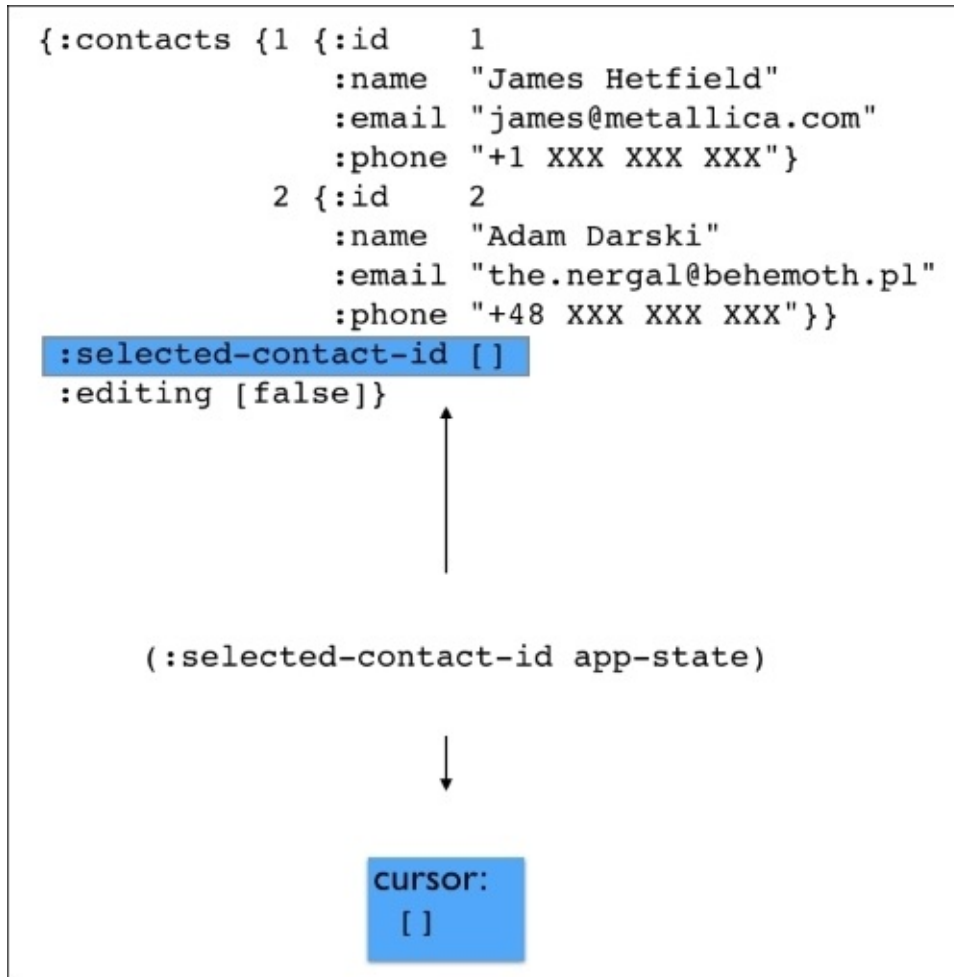 {:contacts {1 {:id    1
              :name  "James Hetfield"
              :email "james@metallica.com"
              :phone "+1 XXX XXX XXX"}
           2 {:id    2
              :name  "Adam Darski"
              :email "the.nergal@behemoth.pl"
              :phone "+48 XXX XXX XXX"}}
 :selected-contact-id []
 :editing [false]}
(:selected-contact-id app-state)
cursor:
[]